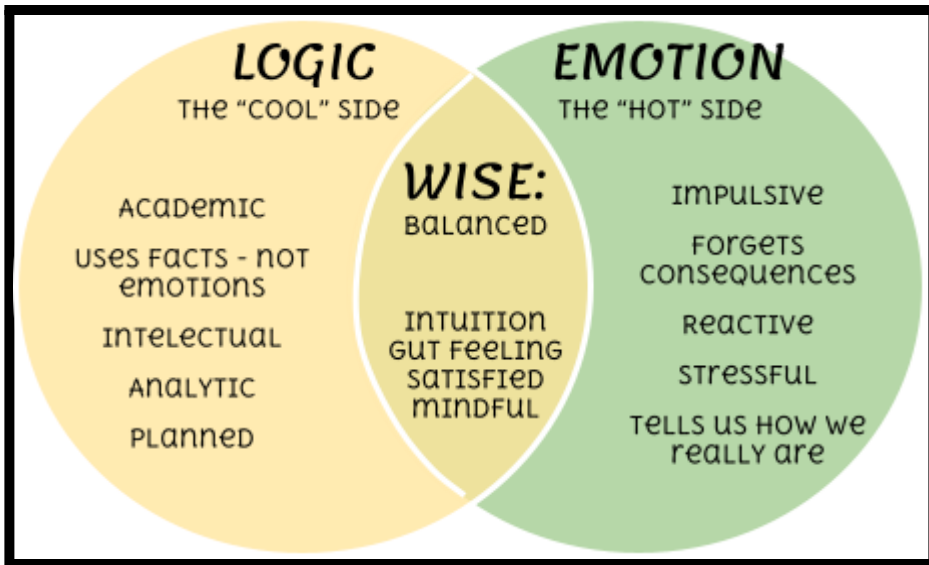 LOGIC
THE "COOL" SIDE
ACADEMIC
USES FACTS - NOT
EMOTIONS
INTELECTUAL
ANALYTIC
PLANNED
WISE:
BALANCED
INTUITION
GUT FEELING
SATISFIED
MINDFUL
EMOTION
THE "HOT" SIDE
IMPULSIVE
FORGETS
CONSEQUENCES
REACTIVE
STRESSFUL
TELLS US HOW WE
REALLY ARE